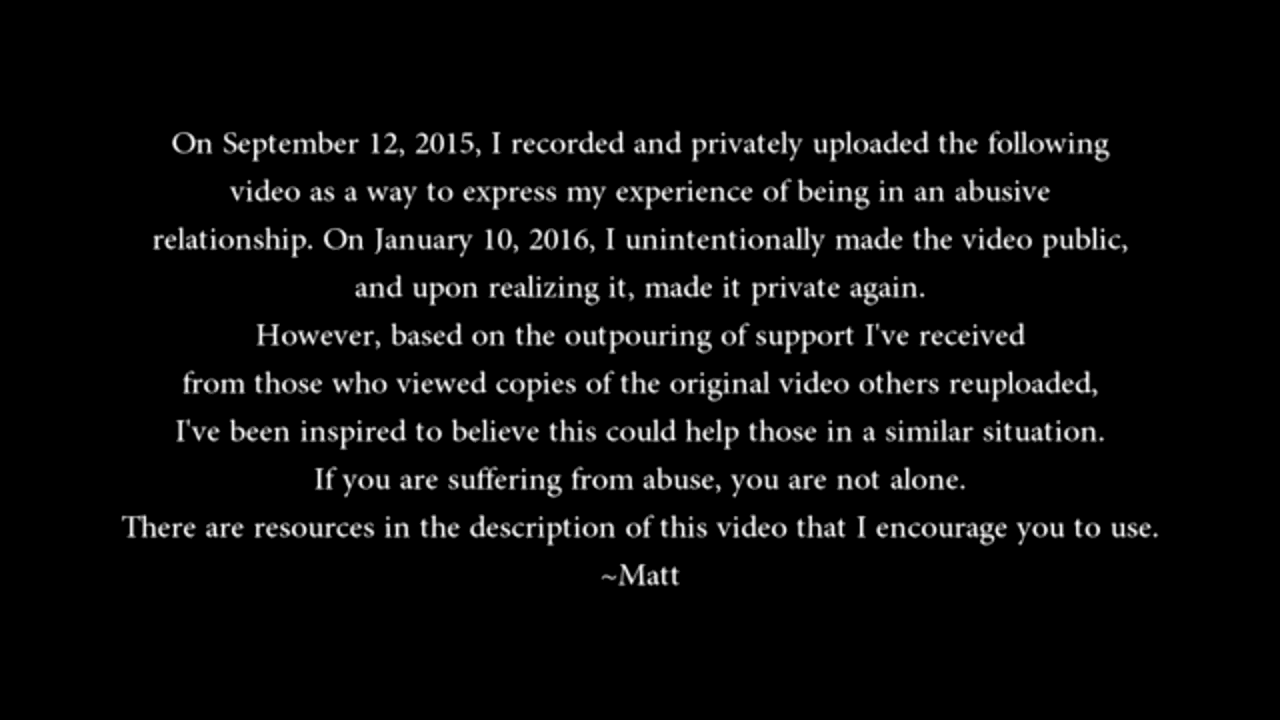 On September 12, 2015, I recorded and privately uploaded the following
video as a way to express my experience of being in an abusive
relationship. On January 10, 2016, I unintentionally made the video public,
and upon realizing it, made it private again.
However, based on the outpouring of support I've received
from those who viewed copies of the original video others reuploaded,
I've been inspired to believe this could help those in a similar situation.
If you are suffering from abuse, you are not alone.
There are resources in the description of this video that I encourage you to use.
~Matt